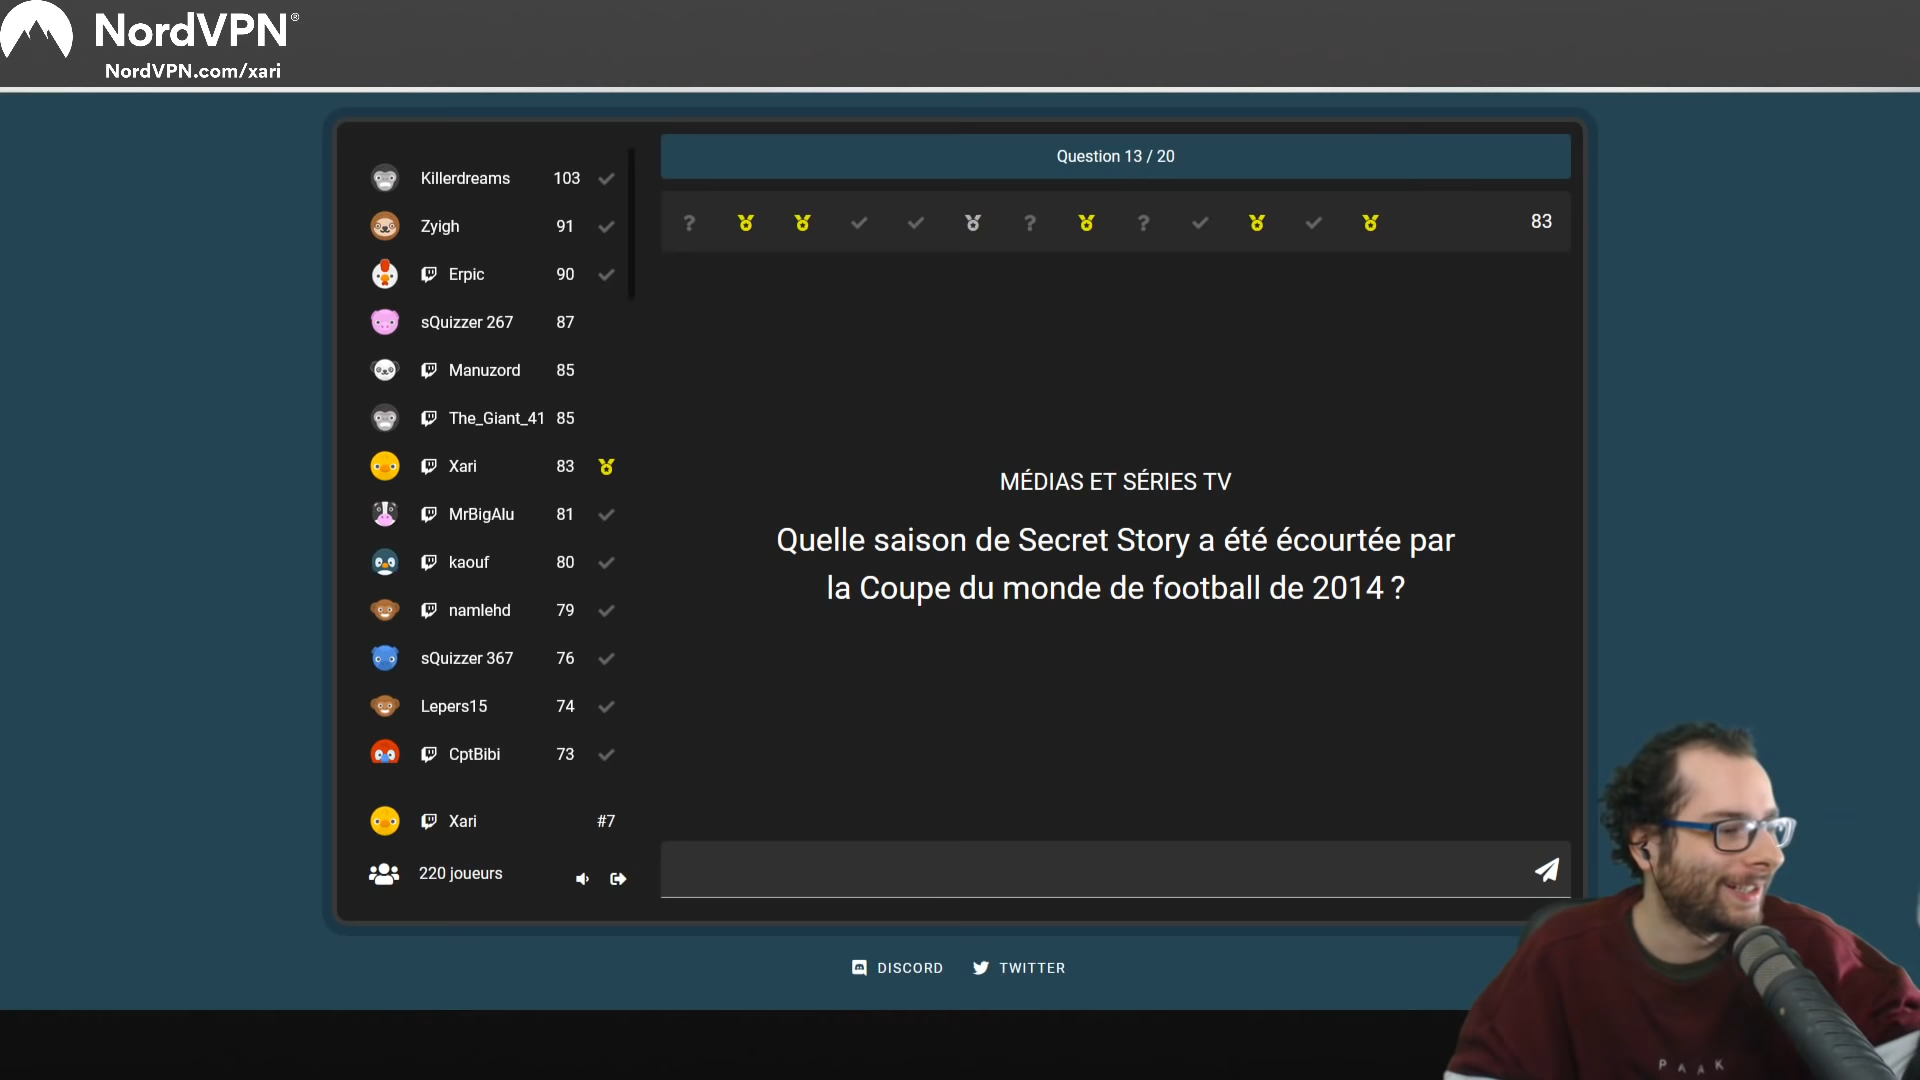 NordVPN®
NordVPN.com/xari
Question 13 / 20
83
Killerdreams 103
Zyigh 91
Erpic 90
sQuizzer 267 87
Manuzord 85
The_Giant_41 85
Xari 83
MrBigAlu 81
kaouf 80
namlehd 79
sQuizzer 367 76
Lepers15 74
CptBibi 73
Xari #7
220 joueurs
MÉDIAS ET SÉRIES TV
Quelle saison de Secret Story a été écourtée par
la Coupe du monde de football de 2014 ?
DISCORD
TWITTER
PAAK